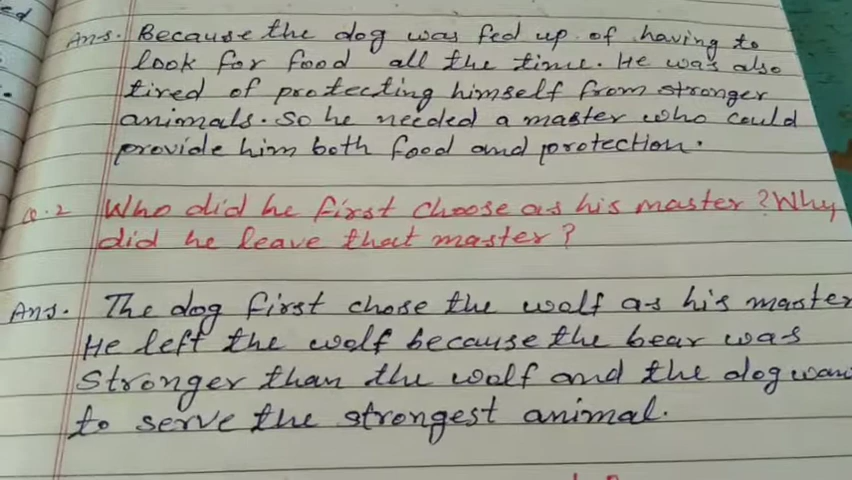 ed
Ans. Because the dog was fed up of having to
look for food all the time. He was also
tired of protecting himself from stronger
animals. So he needed a master who could
provide him both food and protection.
Q.2 Who did he first choose as his master? Why
did he leave that master?
Ans. The dog first chose the wolf as his master
He left the wolf because the bear was
stronger than the wolf and the dog wan
to serve the strongest animal.